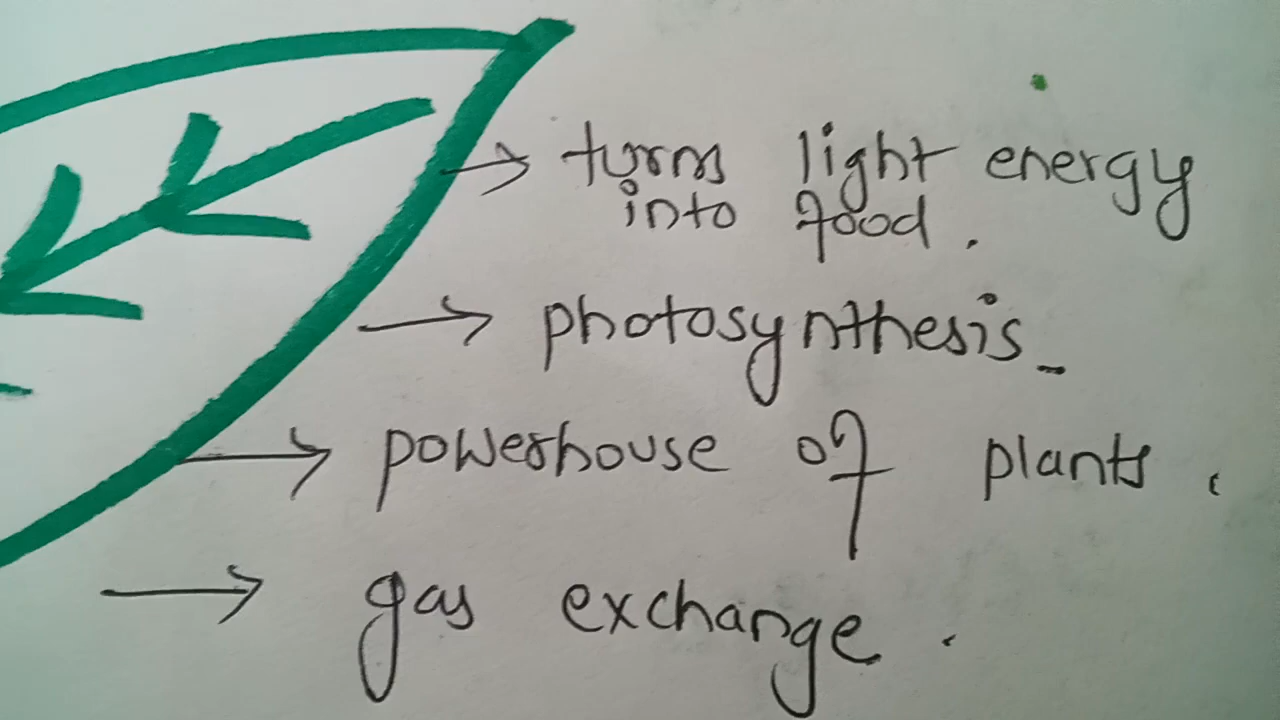 → turns light energy
into food.
→ photosynthesis.
→ powerhouse of plants.
→ gas exchange.